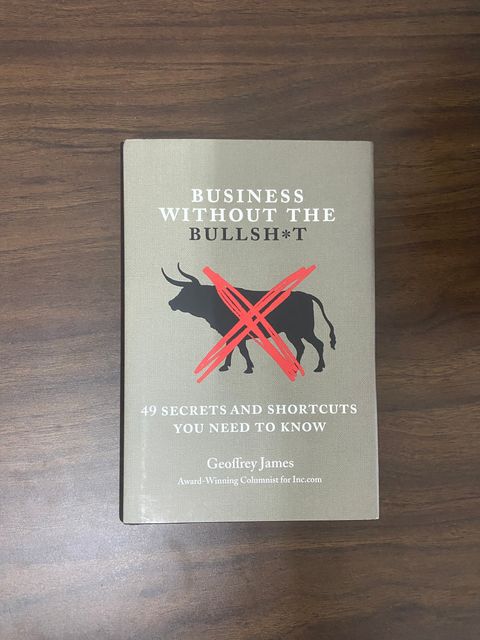 BUSINESS
WITHOUT THE
BULLSH*T
49 SECRETS AND SHORTCUTS
YOU NEED TO KNOW
Geoffrey James
Award-Winning Columnist for Inc.com